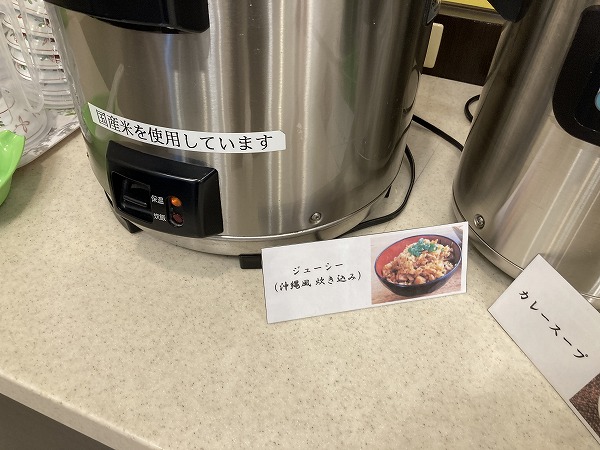 国産米を使用しています
保温
炊飯
ジューシー
(沖縄風 炊き込み)
カレースープ